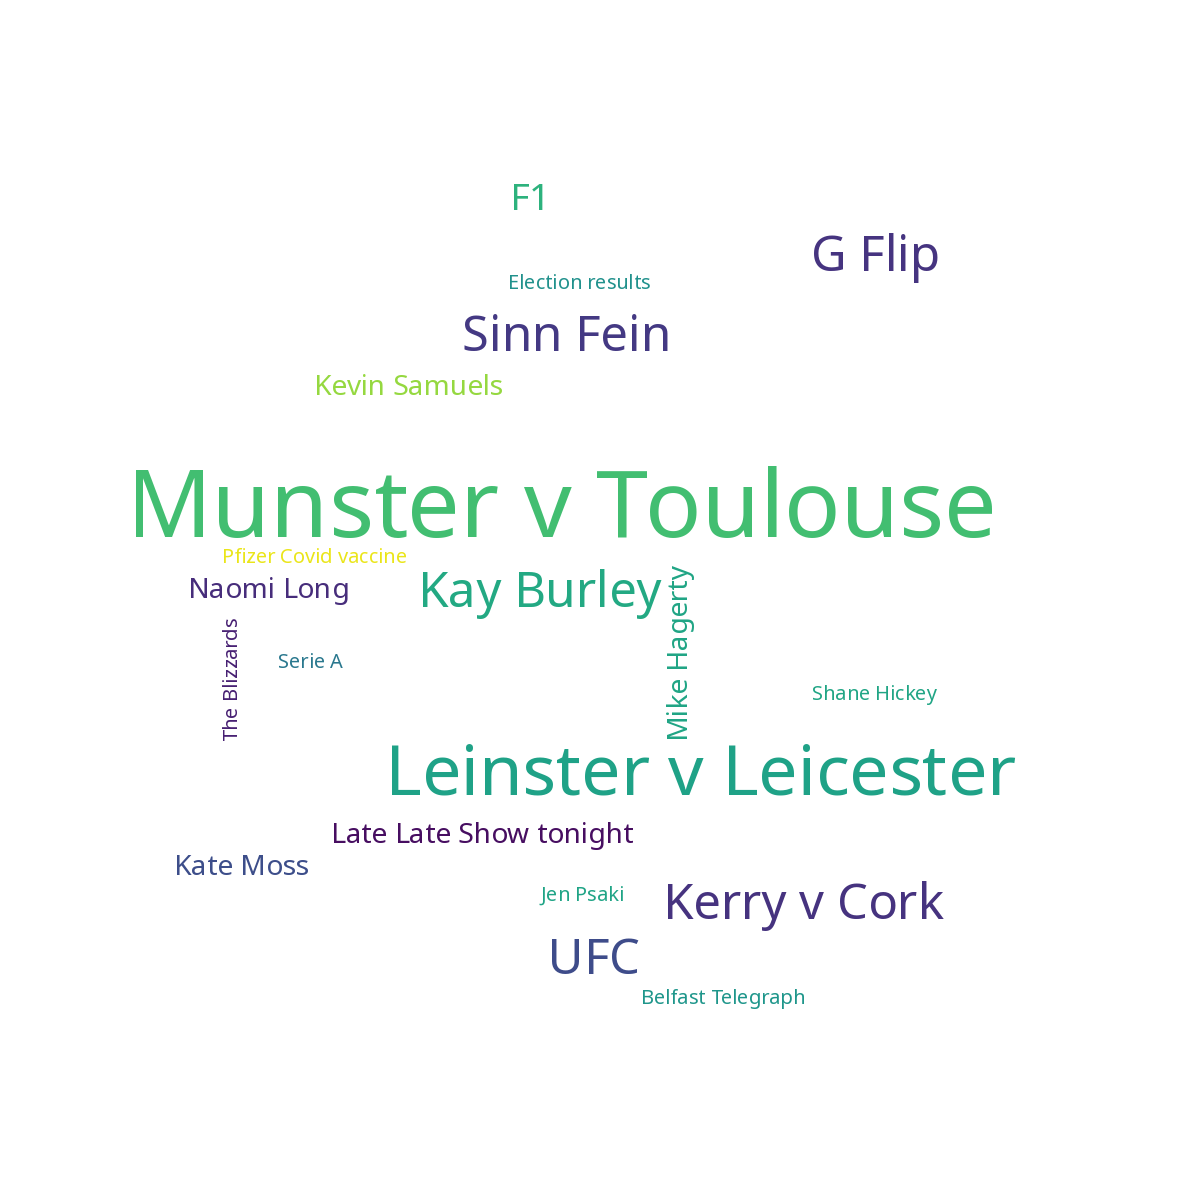 F1
G Flip
Election results
Sinn Fein
Kevin Samuels
Munster v Toulouse
Pfizer Covid vaccine
Naomi Long
Kay Burley
Mike Hagerty
The Blizzards
Serie A
Shane Hickey
Leinster v Leicester
Late Late Show tonight
Kate Moss
Jen Psaki
Kerry v Cork
UFC
Belfast Telegraph